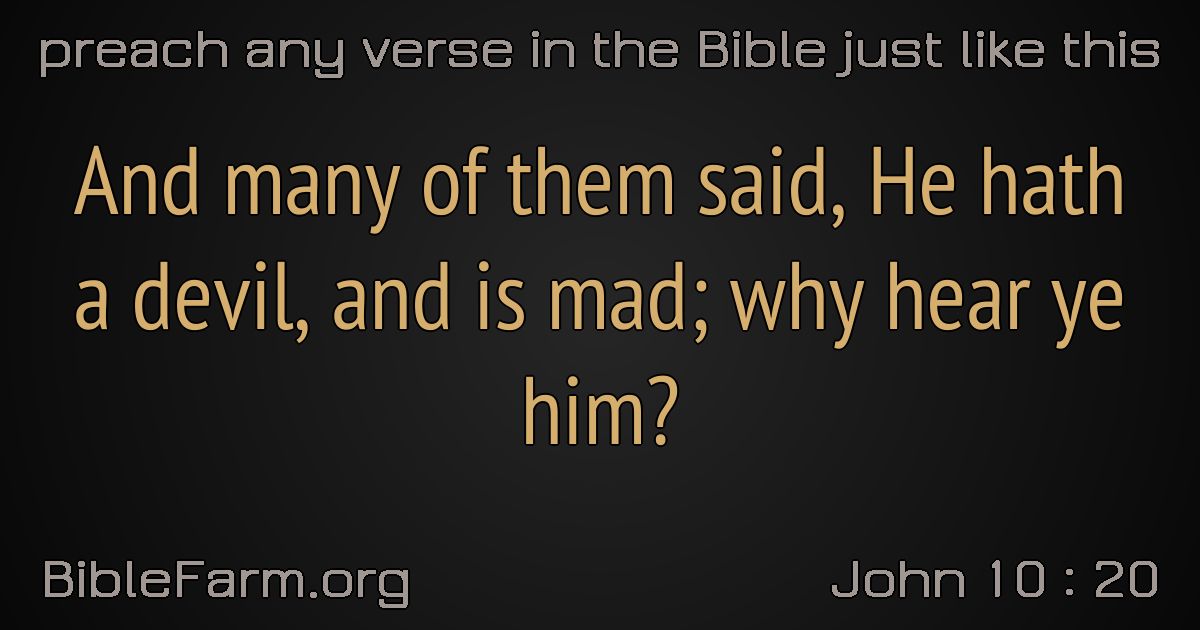 preach any verse in the Bible just like this
And many of them said, He hath
a devil, and is mad; why hear ye
him?
BibleFarm.org
John 10 : 20